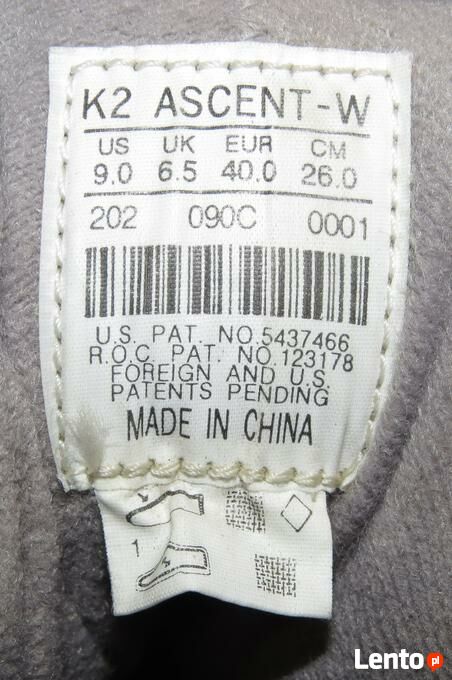 K2 ASCENT-W
US UK EUR CM
9.0 6.5 40.0 26.0
202 090C 0001
U.S. PAT. NO.5437466
R.O.C. PAT. NO.123178
FOREIGN AND U.S.
PATENTS PENDING
MADE IN CHINA
1
Lento pl